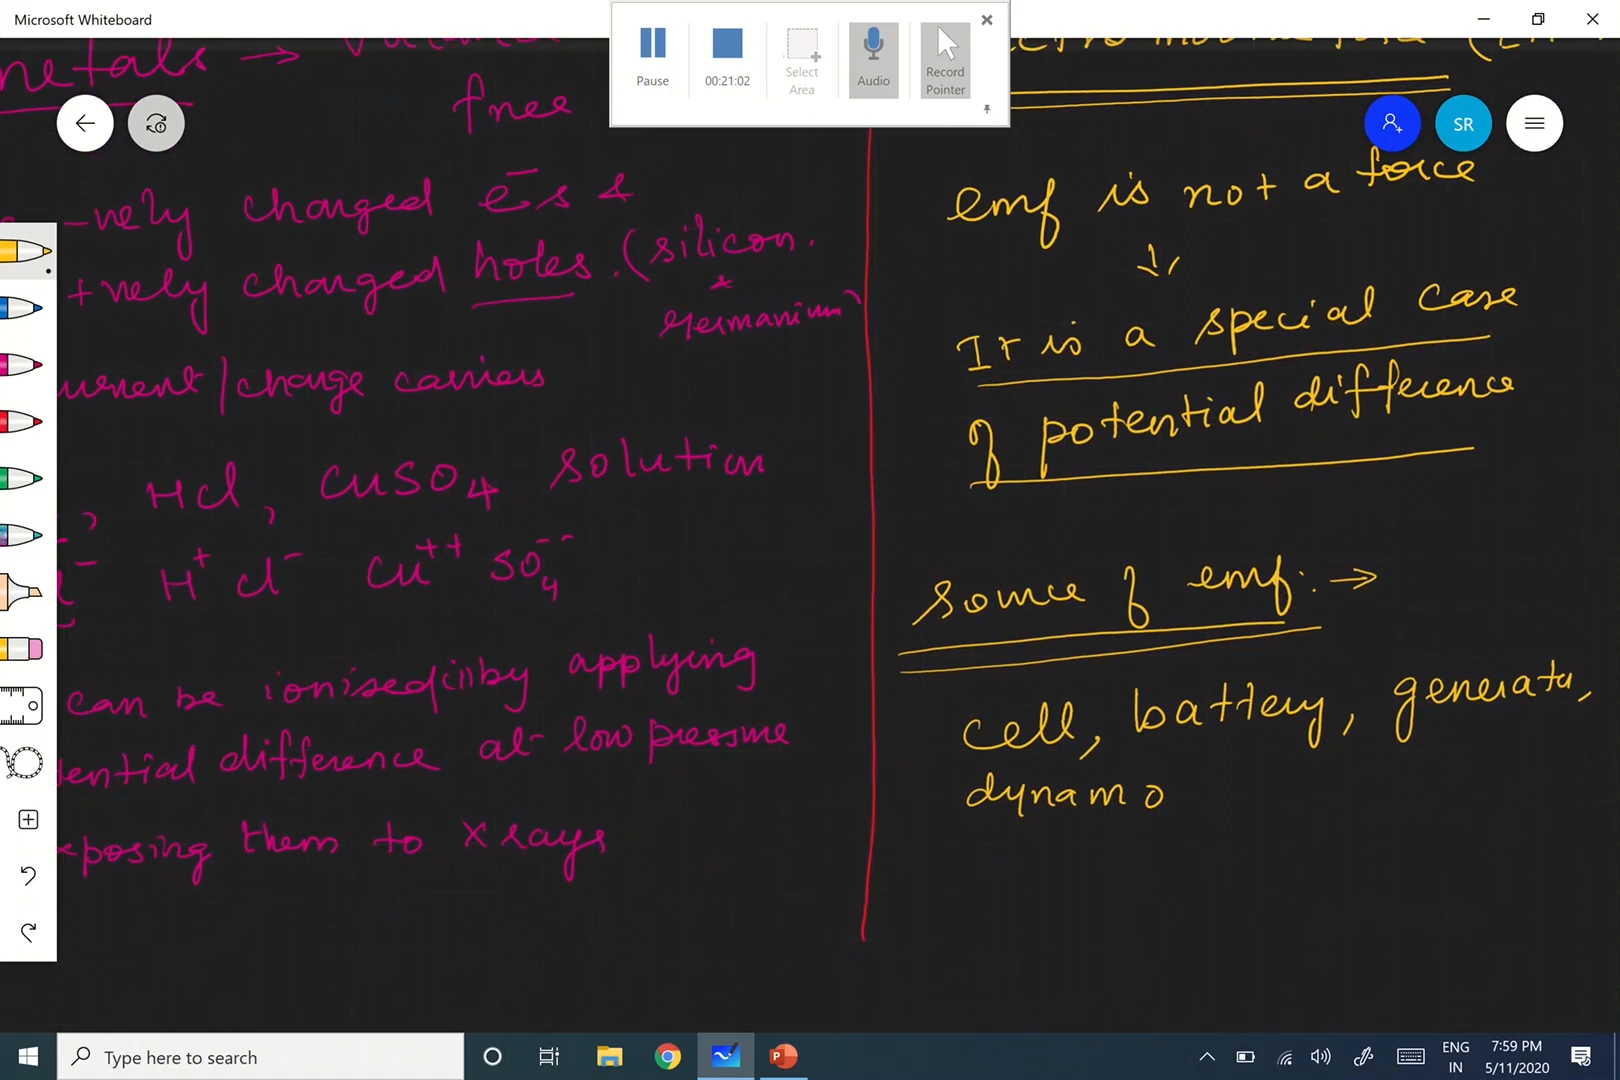 Microsoft Whiteboard
Pause
00:21:02
Select
Area
Audio
Record
Pointer
SR
metals →
free
-vely charged e-s &
+vely charged holes. (silicon.
&
germanium)
current/charge carriers
HCl, CuSO4 solution
H+ Cl- Cu++ SO4--
can be ionised by applying
potential difference at low pressure
exposing them to X rays
emf is not a force
It is a special case
of potential difference
source of emf: →
cell, battery, generator,
dynamo
Type here to search
ENG
IN
7:59 PM
5/11/2020